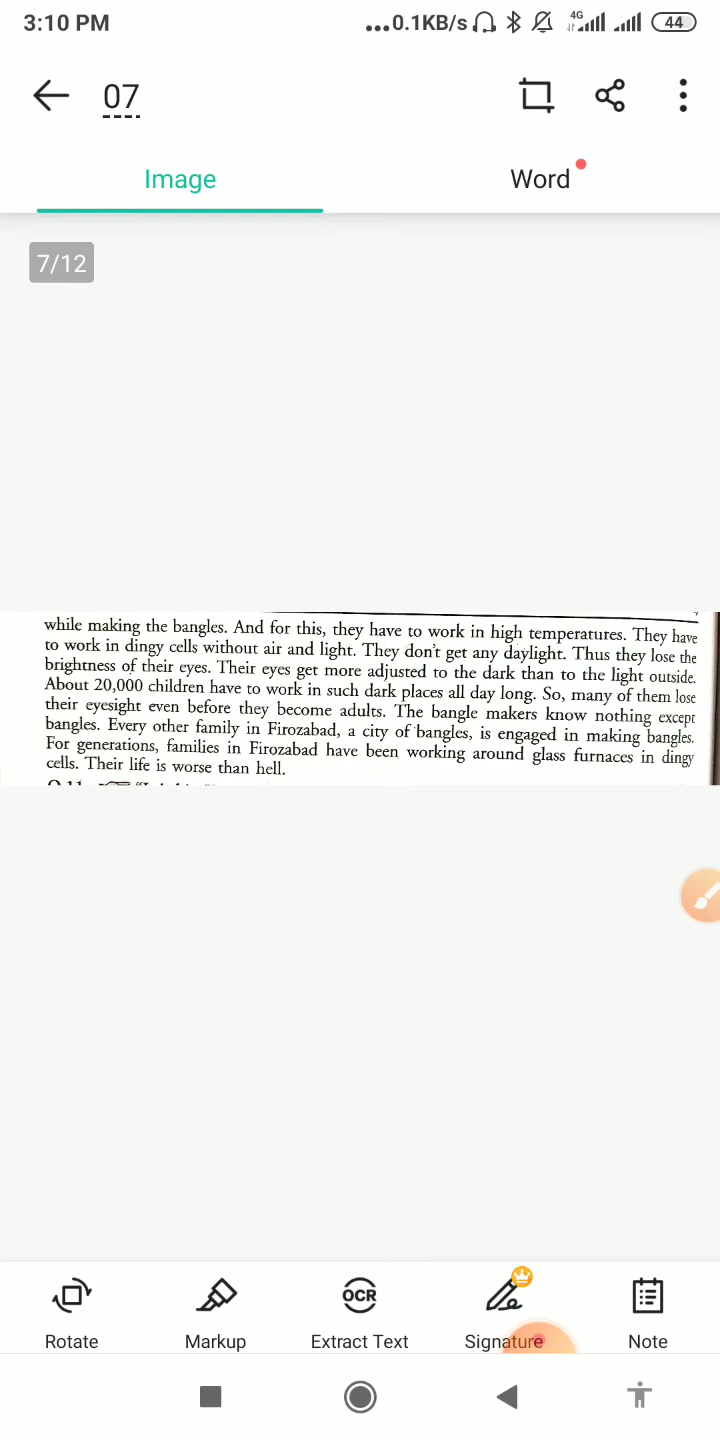 3:10 PM
...0.1KB/s 4G 44
07
Image Word
7/12
while making the bangles. And for this, they have to work in high temperatures. They have
to work in dingy cells without air and light. They don't get any daylight. Thus they lose the
brightness of their eyes. Their eyes get more adjusted to the dark than to the light outside.
About 20,000 children have to work in such dark places all day long. So, many of them lose
their eyesight even before they become adults. The bangle makers know nothing except
bangles. Every other family in Firozabad, a city of bangles, is engaged in making bangles.
For generations, families in Firozabad have been working around glass furnaces in dingy
cells. Their life is worse than hell.
OCR
Rotate Markup Extract Text Signature Note